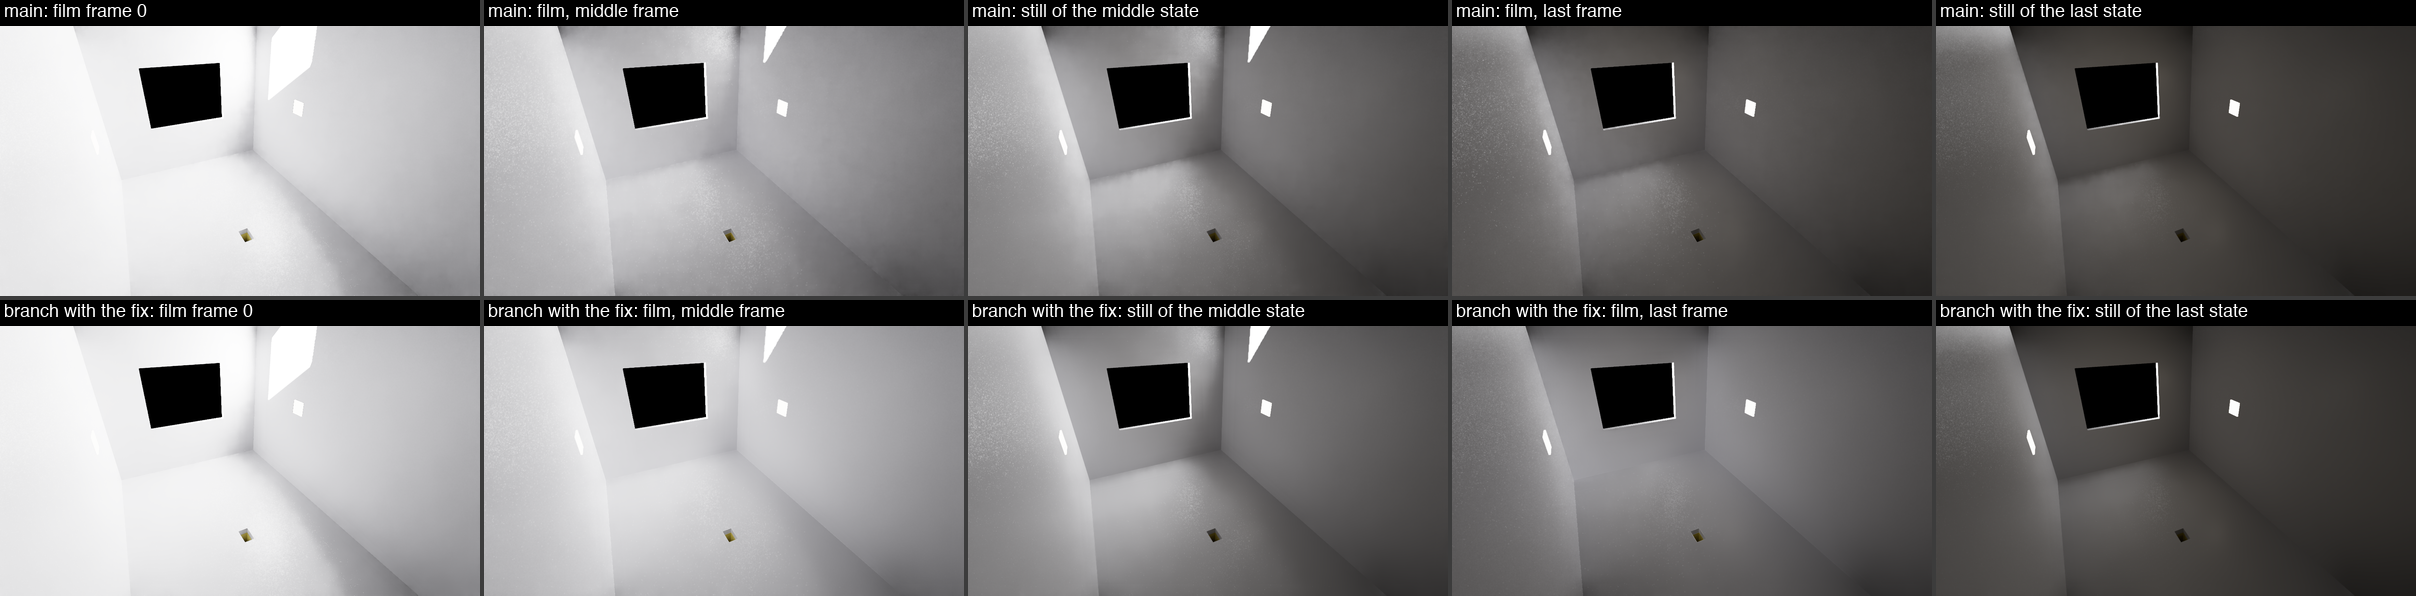 main: film frame 0
main: film, middle frame
main: still of the middle state
main: film, last frame
main: still of the last state
branch with the fix: film frame 0
branch with the fix: film, middle frame
branch with the fix: still of the middle state
branch with the fix: film, last frame
branch with the fix: still of the last state